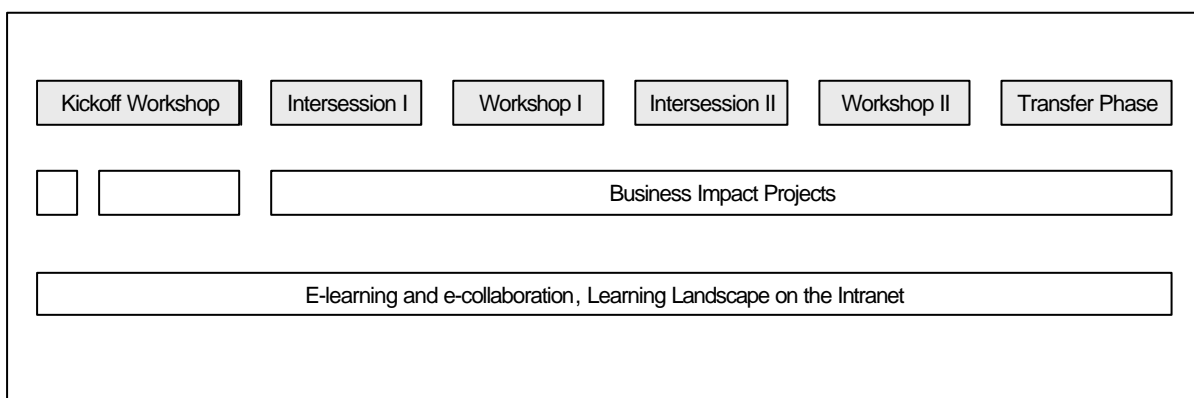 Kickoff Workshop
Intersession I
Workshop I
Intersession II
Workshop II
Transfer Phase
Business Impact Projects
E-learning and e-collaboration, Learning Landscape on the Intranet